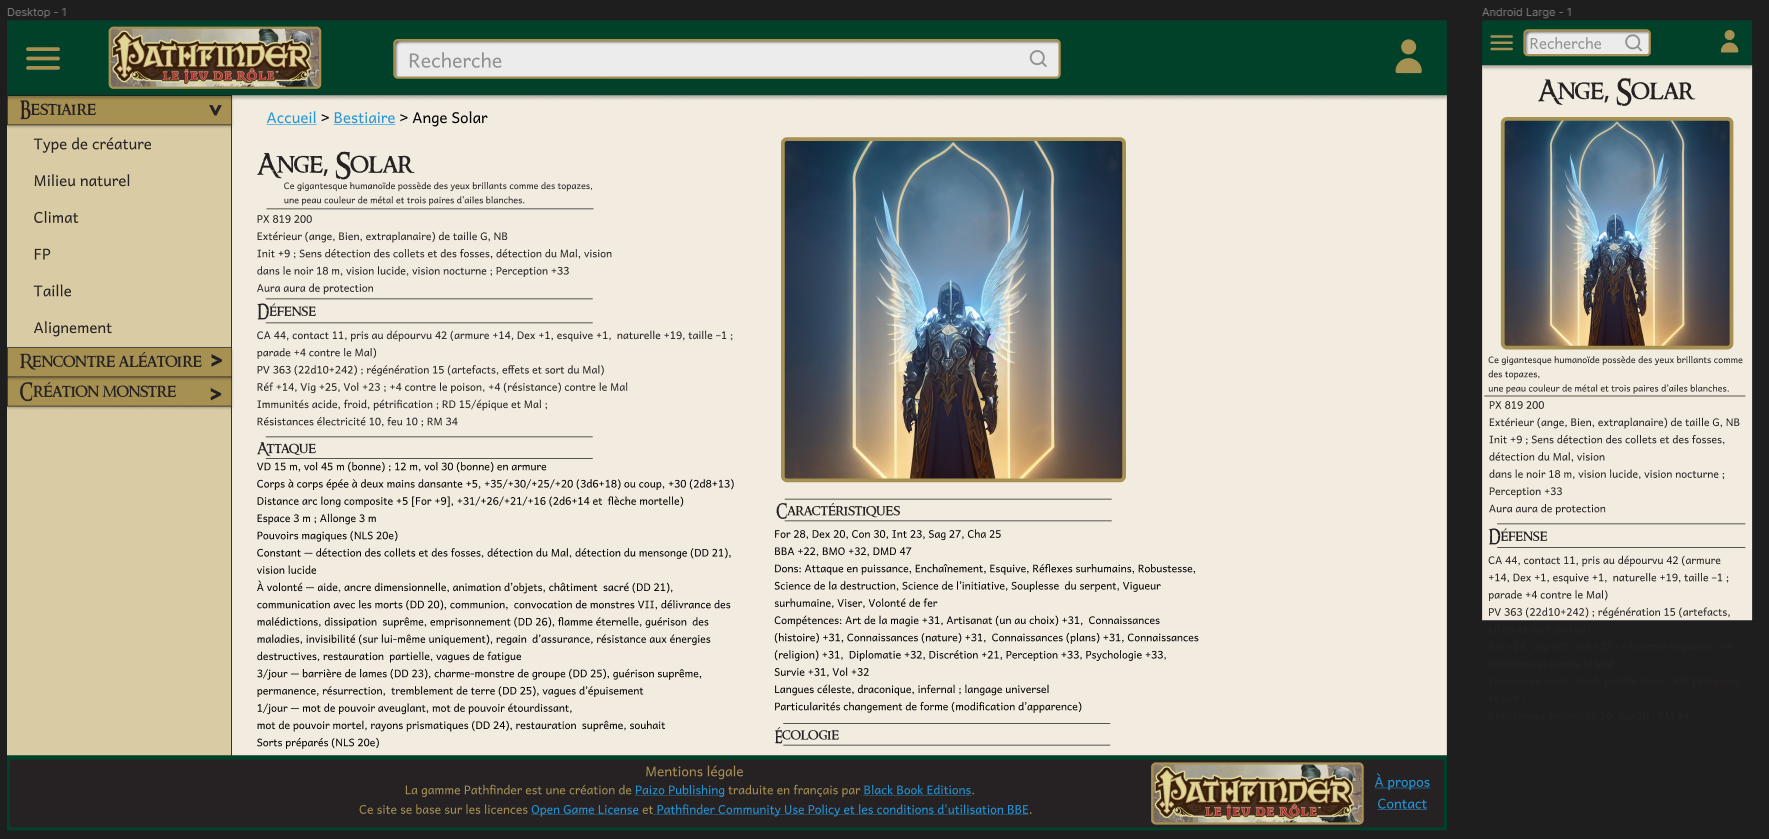 Desktop - 1
PATHFINDER
LE JEU DE RÔLE
Recherche
BESTIAIRE
Type de créature
Milieu naturel
Climat
FP
Taille
Alignement
RENCONTRE ALÉATOIRE >
CRÉATION MONSTRE >
Accueil > Bestiaire > Ange Solar
ANGE, SOLAR
Ce gigantesque humanoïde possède des yeux brillants comme des topazes,
une peau couleur de métal et trois paires d'ailes blanches.
PX 819 200
Extérieur (ange, Bien, extraplanaire) de taille G, NB
Init +9 ; Sens détection des collets et des fosses, détection du Mal, vision
dans le noir 18 m, vision lucide, vision nocturne ; Perception +33
Aura aura de protection
DÉFENSE
CA 44, contact 11, pris au dépourvu 42 (armure +14, Dex +1, esquive +1, naturelle +19, taille −1 ;
parade +4 contre le Mal)
PV 363 (22d10+242) ; régénération 15 (artefacts, effets et sort du Mal)
Réf +14, Vig +25, Vol +23 ; +4 contre le poison, +4 (résistance) contre le Mal
Immunités acide, froid, pétrification ; RD 15/épique et Mal ;
Résistances électricité 10, feu 10 ; RM 34
ATTAQUE
VD 15 m, vol 45 m (bonne) ; 12 m, vol 30 (bonne) en armure
Corps à corps épée à deux mains dansante +5, +35/+30/+25/+20 (3d6+18) ou coup, +30 (2d8+13)
Distance arc long composite +5 [For +9], +31/+26/+21/+16 (2d6+14 et flèche mortelle)
Espace 3 m ; Allonge 3 m
Pouvoirs magiques (NLS 20e)
Constant — détection des collets et des fosses, détection du Mal, détection du mensonge (DD 21),
vision lucide
À volonté — aide, ancre dimensionnelle, animation d'objets, châtiment sacré (DD 21),
communication avec les morts (DD 20), communion, convocation de monstres VII, délivrance des
malédictions, dissipation suprême, emprisonnement (DD 26), flamme éternelle, guérison des
maladies, invisibilité (sur lui-même uniquement), regain d'assurance, résistance aux énergies
destructives, restauration partielle, vagues de fatigue
3/jour — barrière de lames (DD 23), charme-monstre de groupe (DD 25), guérison suprême,
permanence, résurrection, tremblement de terre (DD 25), vagues d'épuisement
1/jour — mot de pouvoir aveuglant, mot de pouvoir étourdissant,
mot de pouvoir mortel, rayons prismatiques (DD 24), restauration suprême, souhait
Sorts préparés (NLS 20e)
CARACTÉRISTIQUES
For 28, Dex 20, Con 30, Int 23, Sag 27, Cha 25
BBA +22, BMO +32, DMD 47
Dons: Attaque en puissance, Enchaînement, Esquive, Réflexes surhumains, Robustesse,
Science de la destruction, Science de l'initiative, Souplesse du serpent, Vigueur
surhumaine, Viser, Volonté de fer
Compétences: Art de la magie +31, Artisanat (un au choix) +31, Connaissances
(histoire) +31, Connaissances (nature) +31, Connaissances (plans) +31, Connaissances
(religion) +31, Diplomatie +32, Discrétion +21, Perception +33, Psychologie +33,
Survie +31, Vol +32
Langues céleste, draconique, infernal ; langage universel
Particularités changement de forme (modification d'apparence)
ÉCOLOGIE
Mentions légale
La gamme Pathfinder est une création de Paizo Publishing traduite en français par Black Book Editions.
Ce site se base sur les licences Open Game License et Pathfinder Community Use Policy et les conditions d'utilisation BBE.
PATHFINDER
LE JEU DE RÔLE
À propos
Contact
Android Large - 1
Recherche
ANGE, SOLAR
Ce gigantesque humanoïde possède des yeux brillants comme
des topazes,
une peau couleur de métal et trois paires d'ailes blanches.
PX 819 200
Extérieur (ange, Bien, extraplanaire) de taille G, NB
Init +9 ; Sens détection des collets et des fosses,
détection du Mal, vision
dans le noir 18 m, vision lucide, vision nocturne ;
Perception +33
Aura aura de protection
DÉFENSE
CA 44, contact 11, pris au dépourvu 42 (armure
+14, Dex +1, esquive +1, naturelle +19, taille −1 ;
parade +4 contre le Mal)
PV 363 (22d10+242) ; régénération 15 (artefacts,